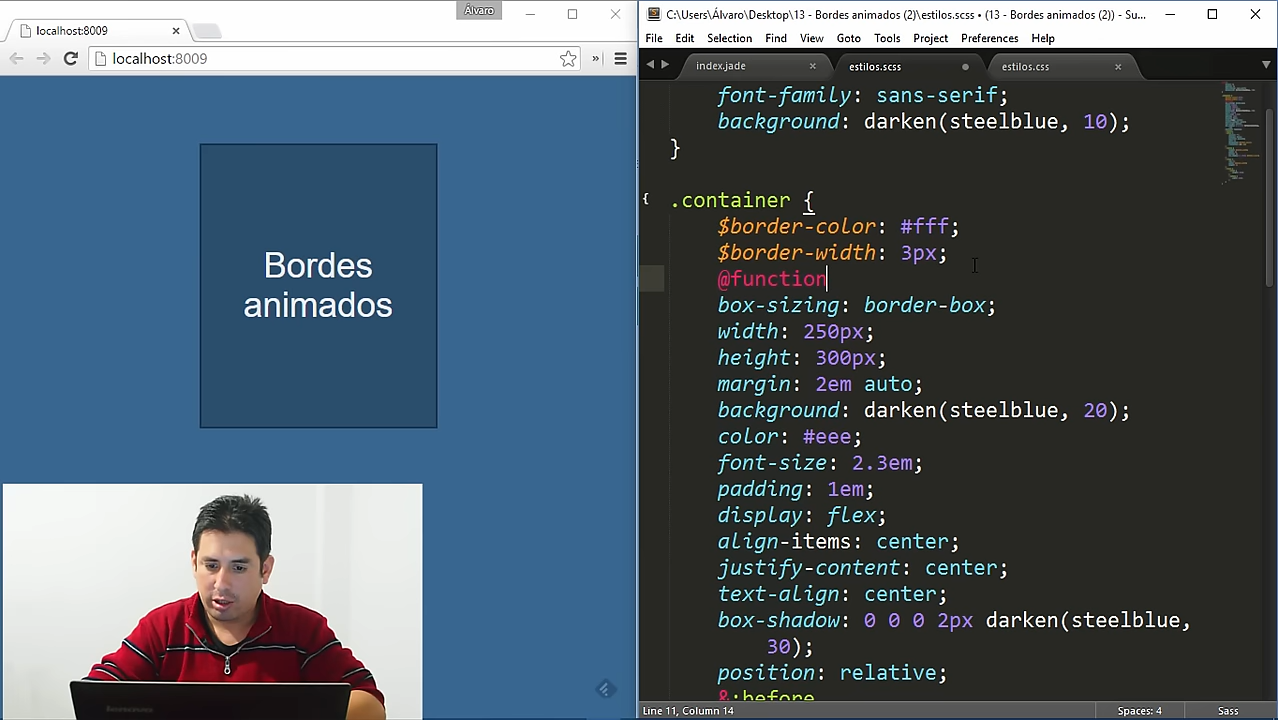 Álvaro
localhost:8009
localhost:8009
»
Bordes
animados
C:\Users\Álvaro\Desktop\13 - Bordes animados (2)\estilos.scss • (13 - Bordes animados (2)) - Su...
File Edit Selection Find View Goto Tools Project Preferences Help
index.jade estilos.scss estilos.css
font-family: sans-serif;
background: darken(steelblue, 10);
}
.container {
$border-color: #fff;
$border-width: 3px;
@function
box-sizing: border-box;
width: 250px;
height: 300px;
margin: 2em auto;
background: darken(steelblue, 20);
color: #eee;
font-size: 2.3em;
padding: 1em;
display: flex;
align-items: center;
justify-content: center;
text-align: center;
box-shadow: 0 0 0 2px darken(steelblue,
30);
position: relative;
&:before
Line 11, Column 14 Spaces: 4 Sass